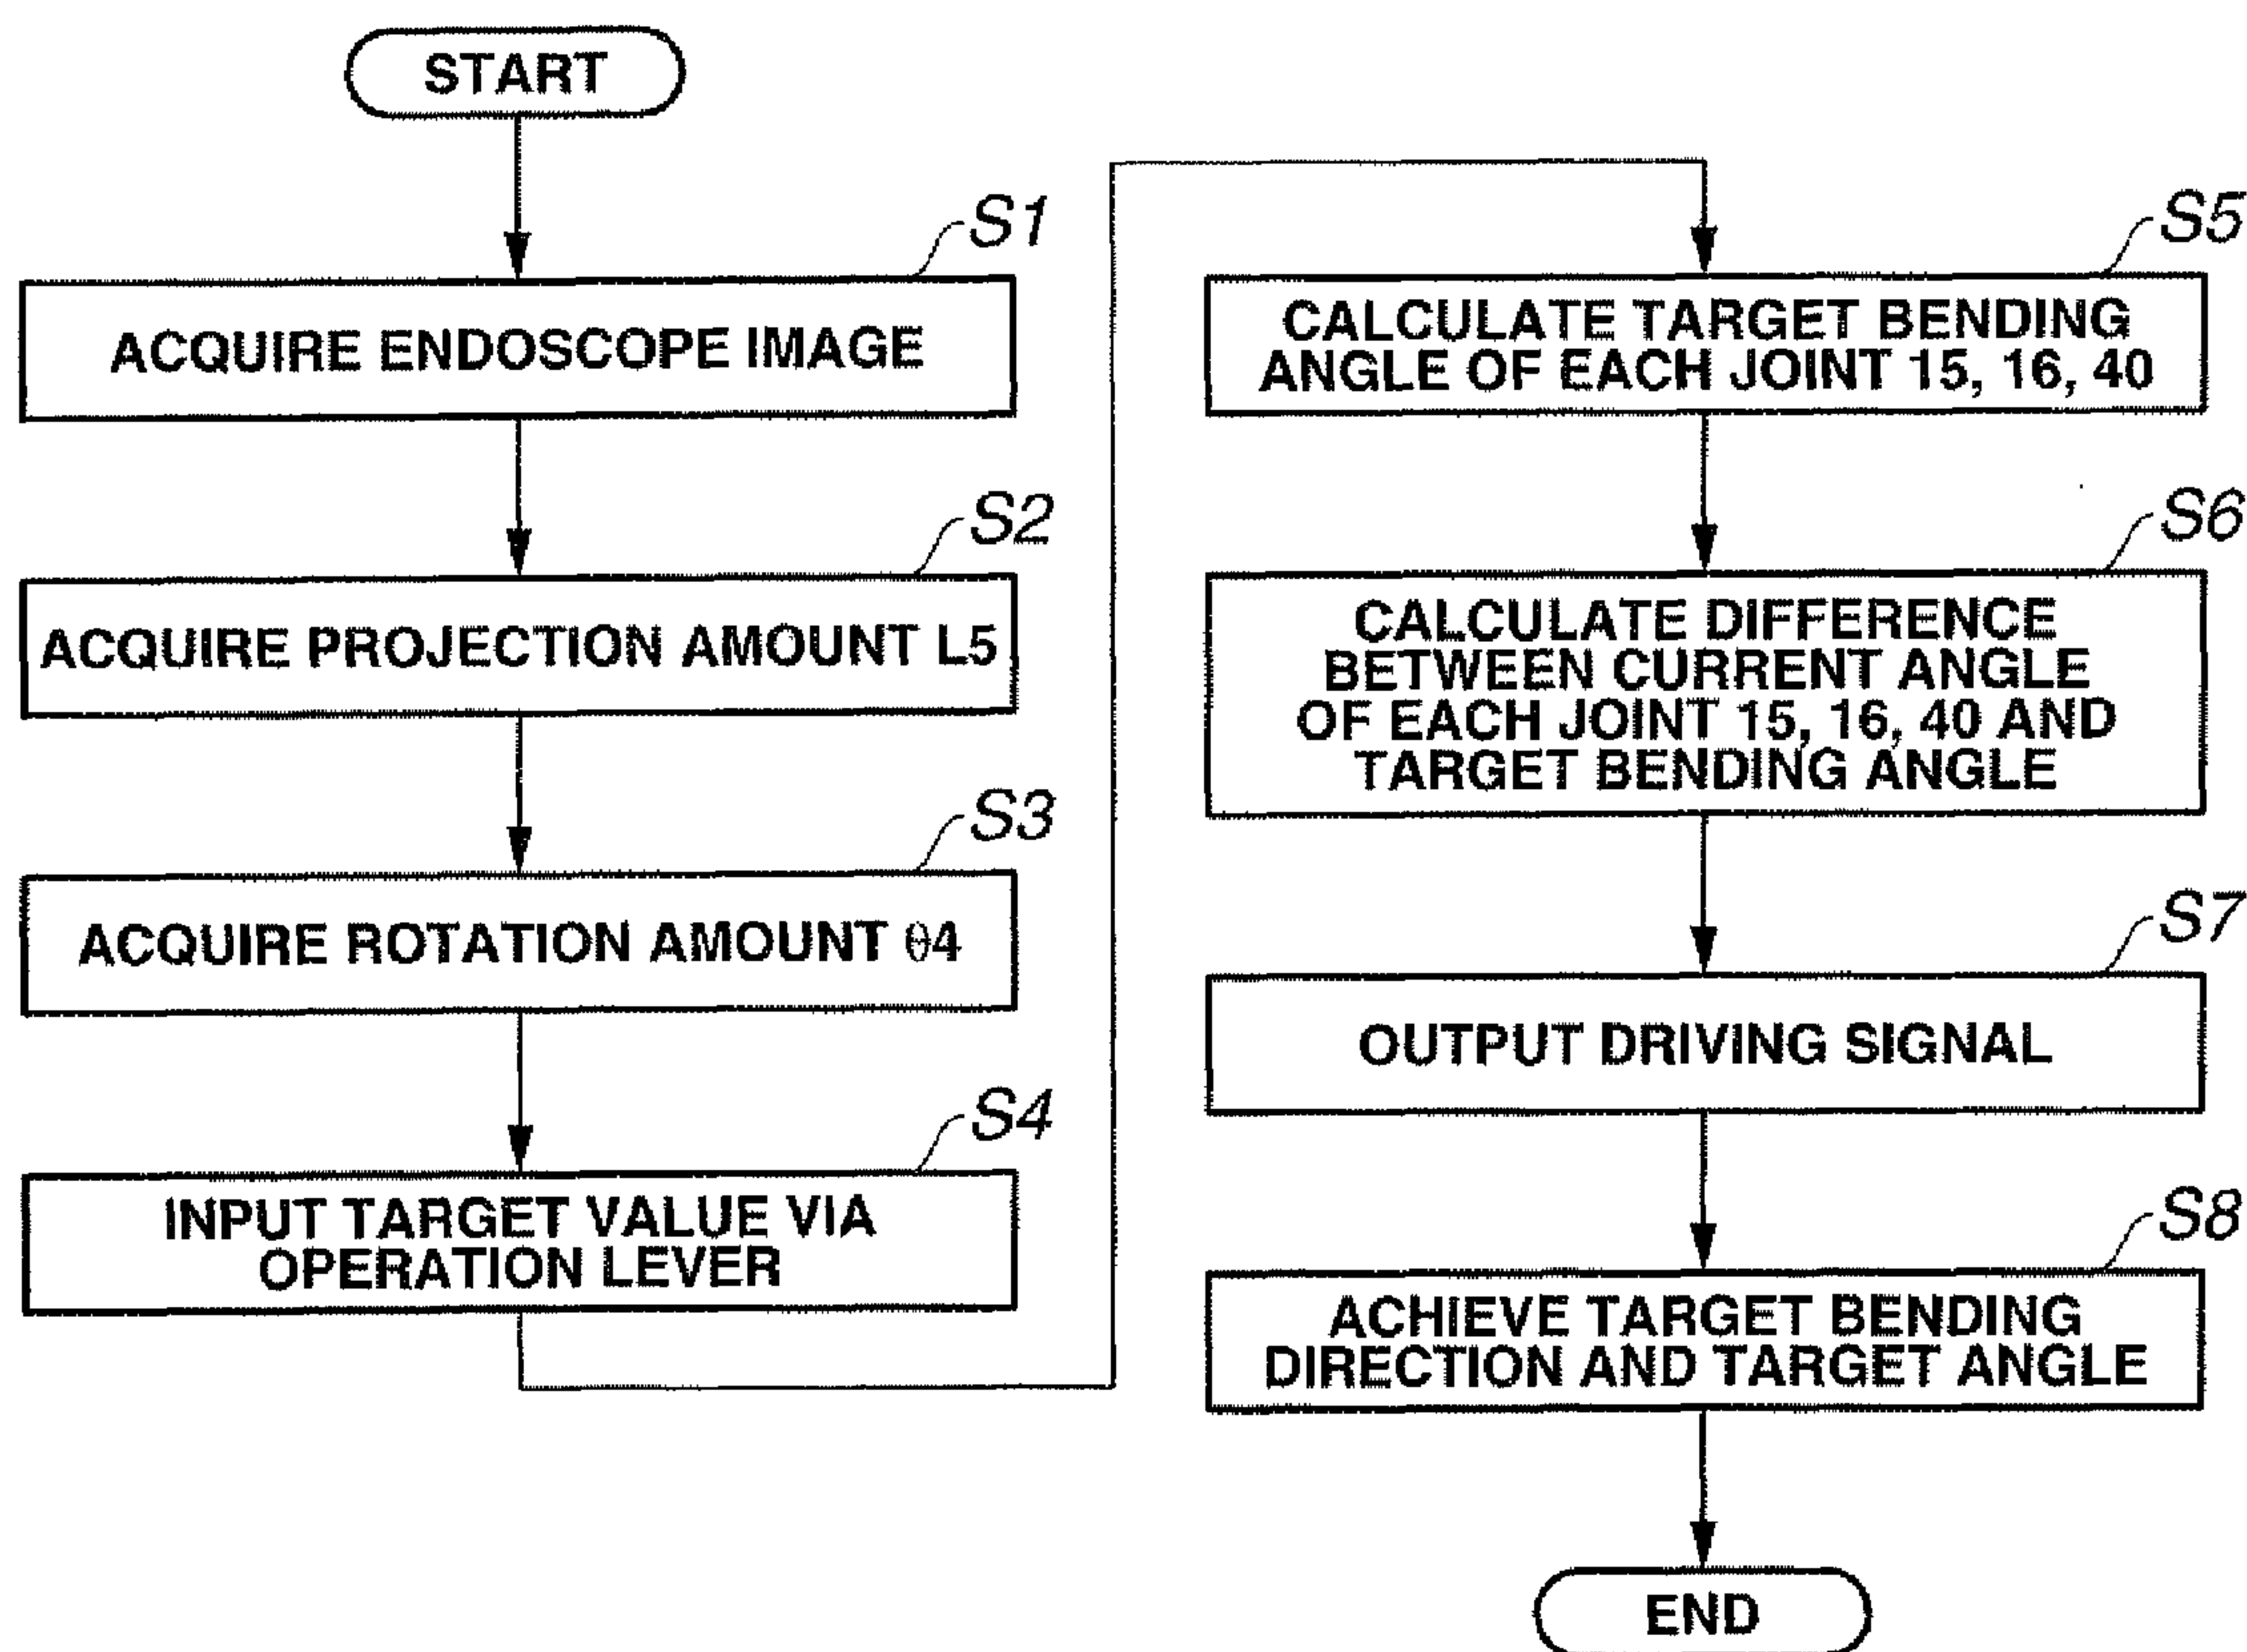 START
S1
ACQUIRE ENDOSCOPE IMAGE
S2
ACQUIRE PROJECTION AMOUNT L5
S3
ACQUIRE ROTATION AMOUNT θ4
S4
INPUT TARGET VALUE VIA
OPERATION LEVER
S5
CALCULATE TARGET BENDING
ANGLE OF EACH JOINT 15, 16, 40
S6
CALCULATE DIFFERENCE
BETWEEN CURRENT ANGLE
OF EACH JOINT 15, 16, 40 AND
TARGET BENDING ANGLE
S7
OUTPUT DRIVING SIGNAL
S8
ACHIEVE TARGET BENDING
DIRECTION AND TARGET ANGLE
END